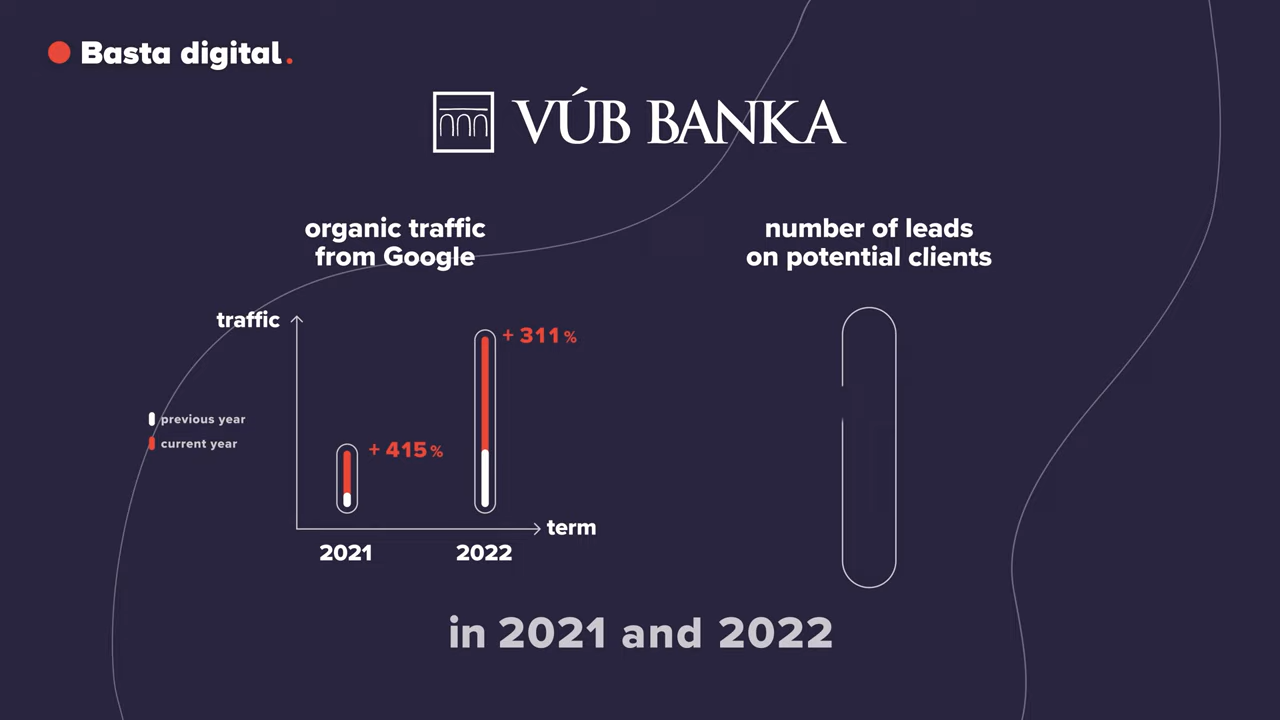 Basta digital.
VÚB BANKA
organic traffic
from Google
number of leads
on potential clients
traffic
+ 311 %
previous year
current year
+ 415 %
term
2021
2022
in 2021 and 2022